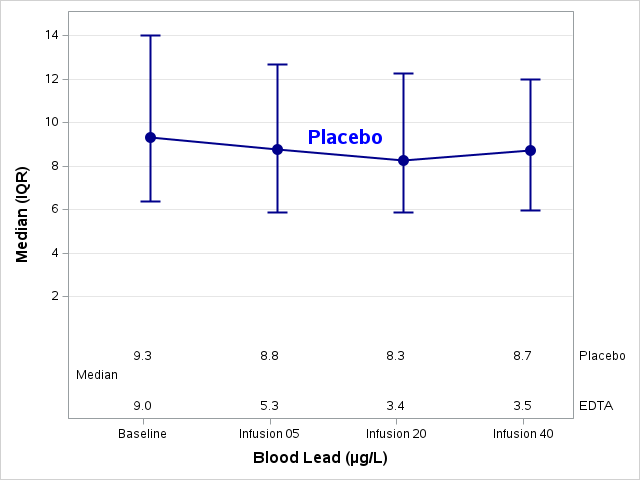 14
12
10
8
6
4
2
Median (IQR)
Placebo
9.3 8.8 8.3 8.7 Placebo
Median
9.0 5.3 3.4 3.5 EDTA
Baseline Infusion 05 Infusion 20 Infusion 40
Blood Lead (µg/L)